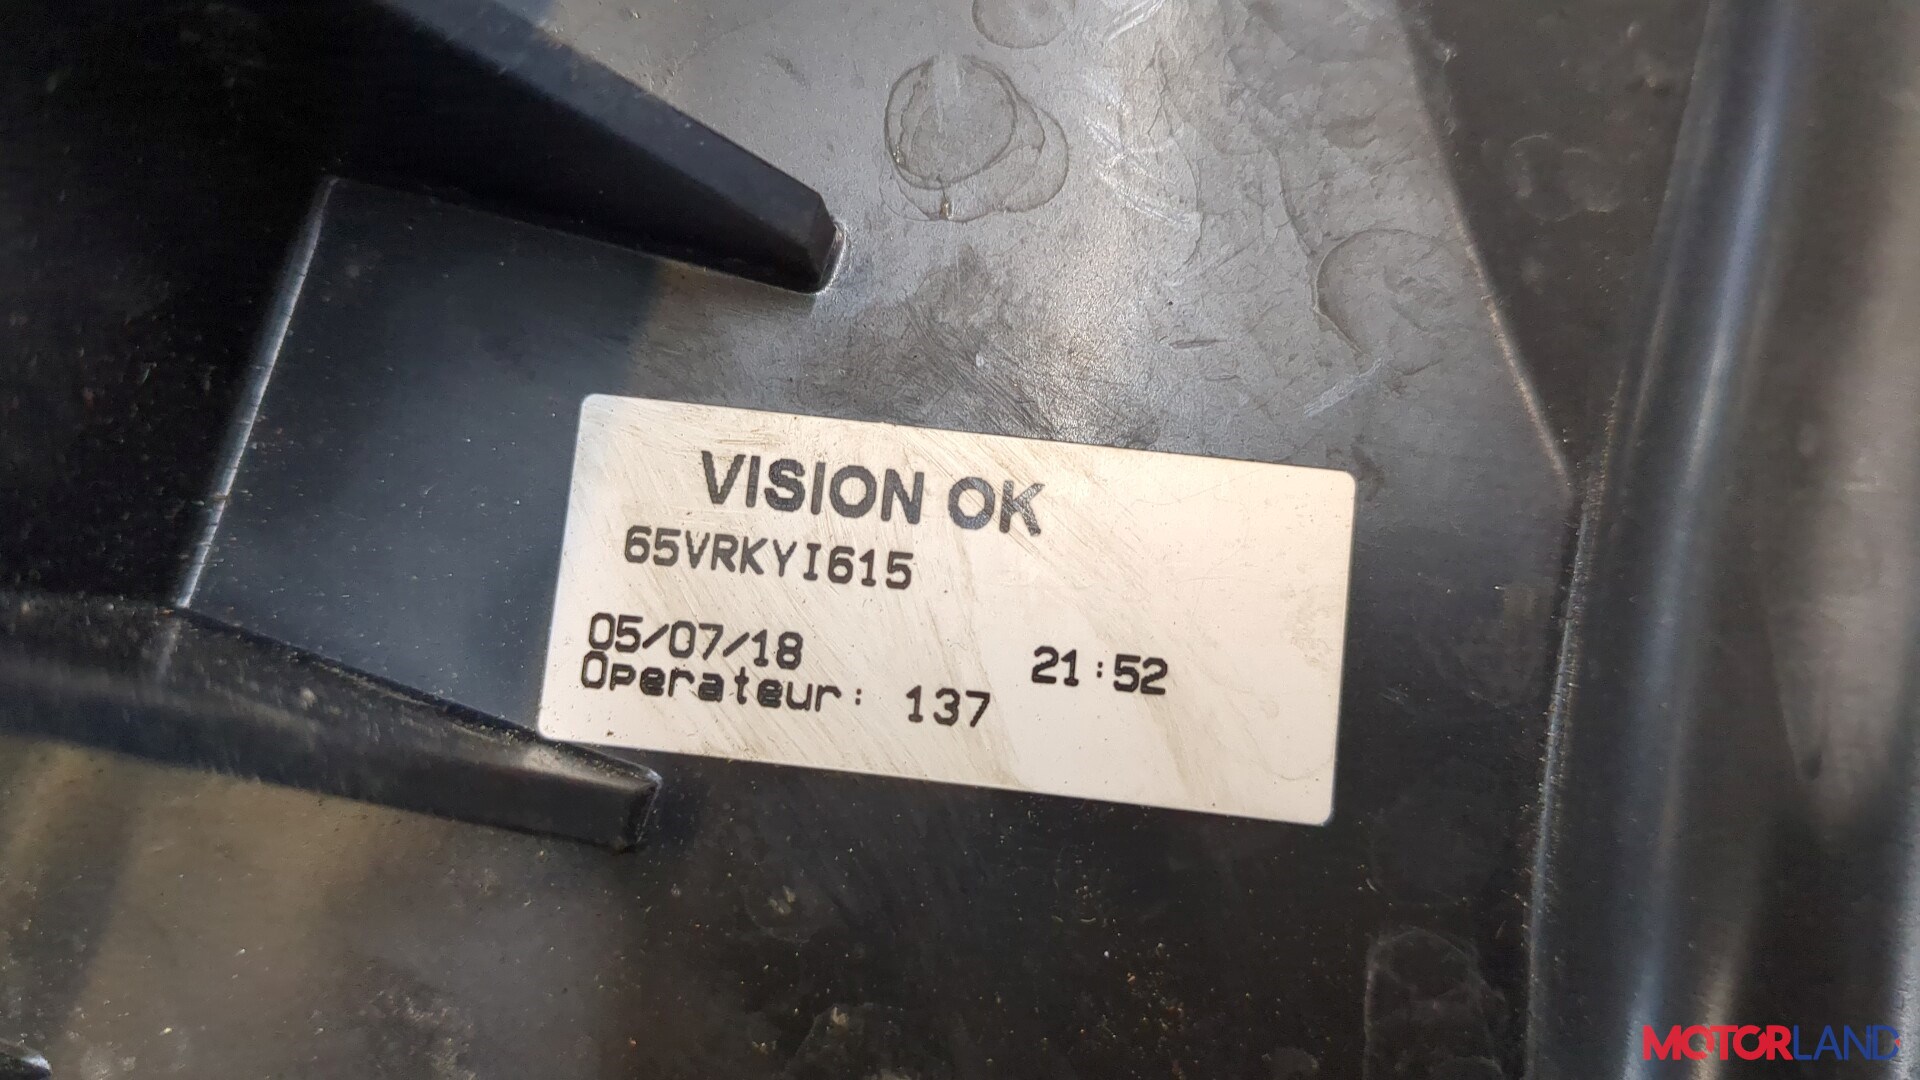 VISION OK
65VRKYI615
05/07/18 21:52
Operateur: 137
MOTORLAND